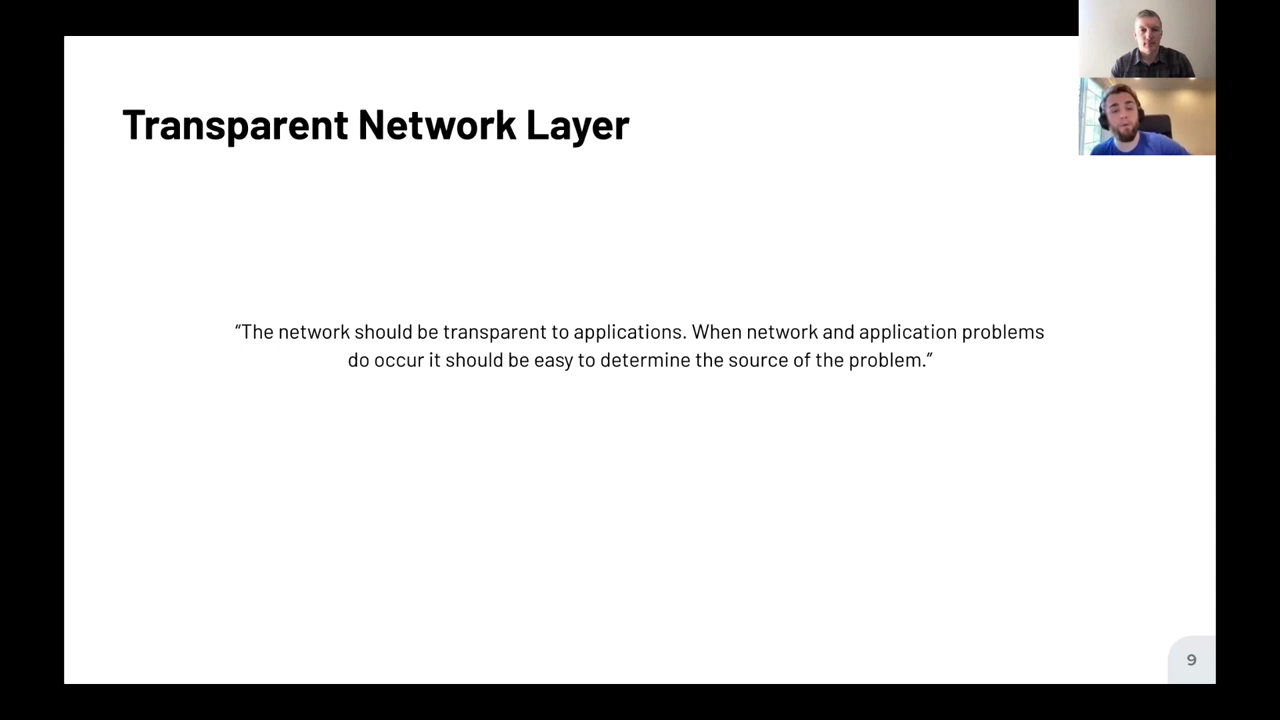 Transparent Network Layer
“The network should be transparent to applications. When network and application problems
do occur it should be easy to determine the source of the problem.”
9